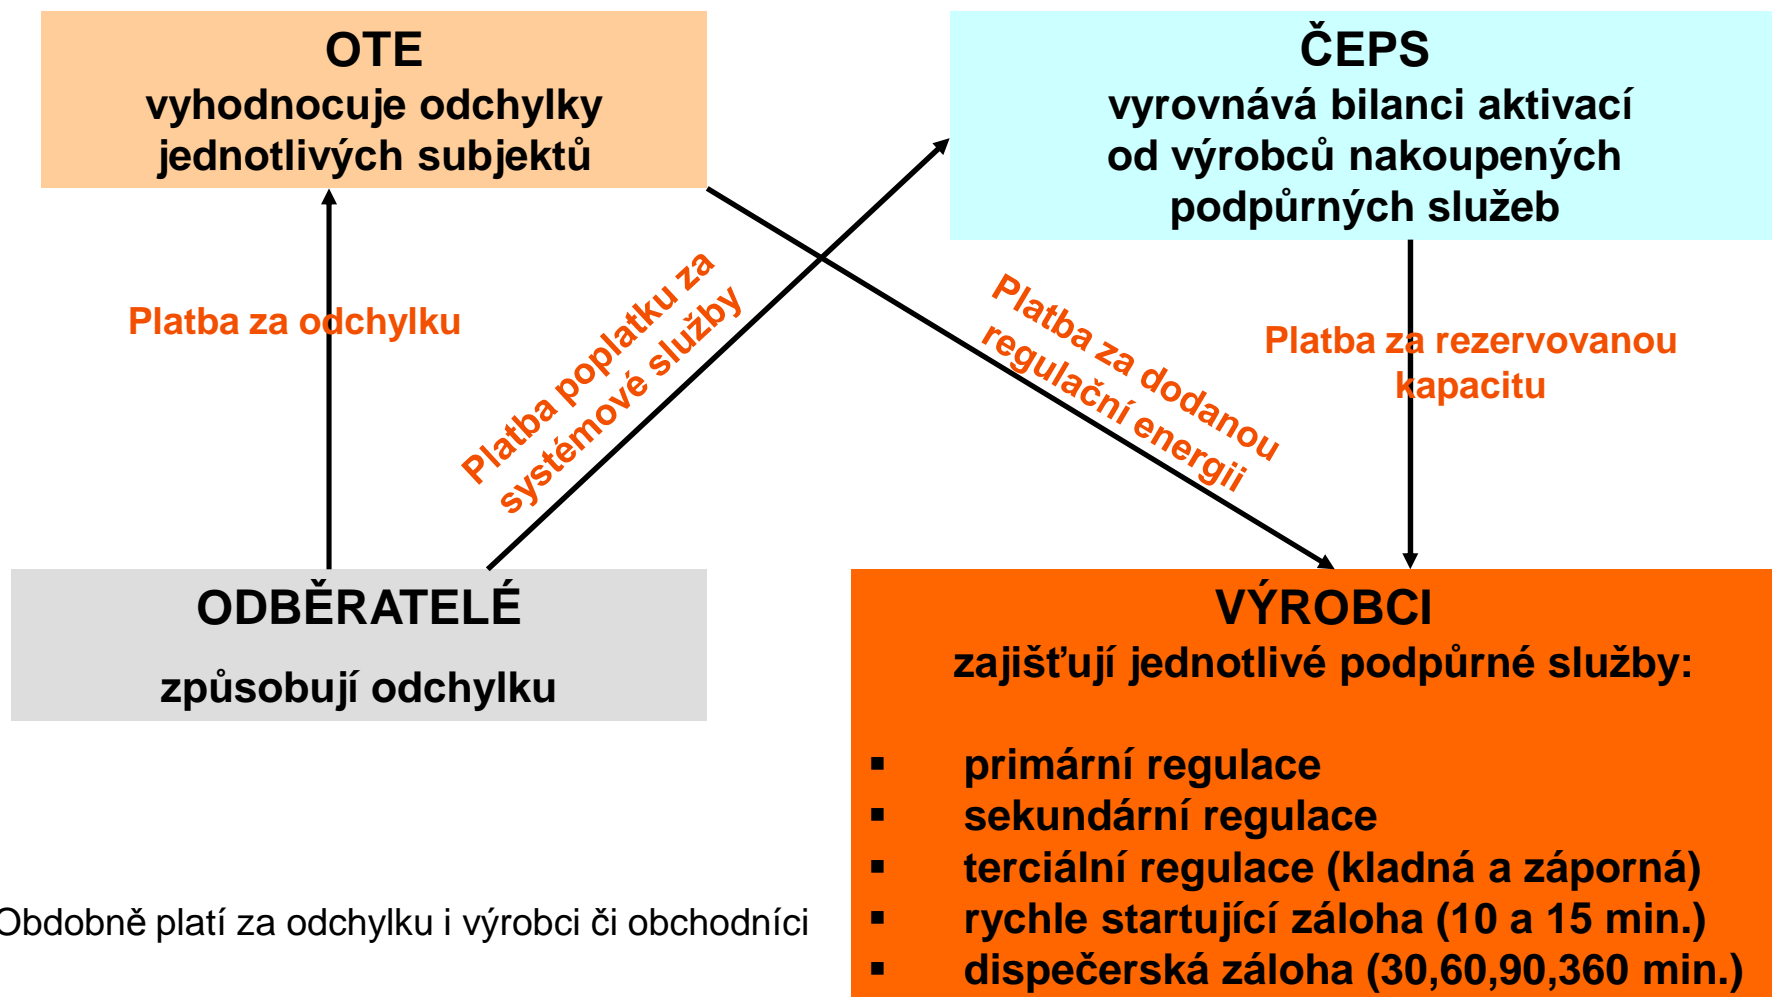 OTE
vyhodnocuje odchylky
jednotlivých subjektů
ČEPS
vyrovnává bilanci aktivací
od výrobců nakoupených
podpůrných služeb
Platba za odchylku
Platba poplatku za
systémové služby
Platba za dodanou
regulační energii
Platba za rezervovanou
kapacitu
ODBĚRATELÉ
způsobují odchylku
VÝROBCI
zajišťují jednotlivé podpůrné služby:
▪ primární regulace
▪ sekundární regulace
▪ terciální regulace (kladná a záporná)
▪ rychle startující záloha (10 a 15 min.)
▪ dispečerská záloha (30,60,90,360 min.)
Obdobně platí za odchylku i výrobci či obchodníci